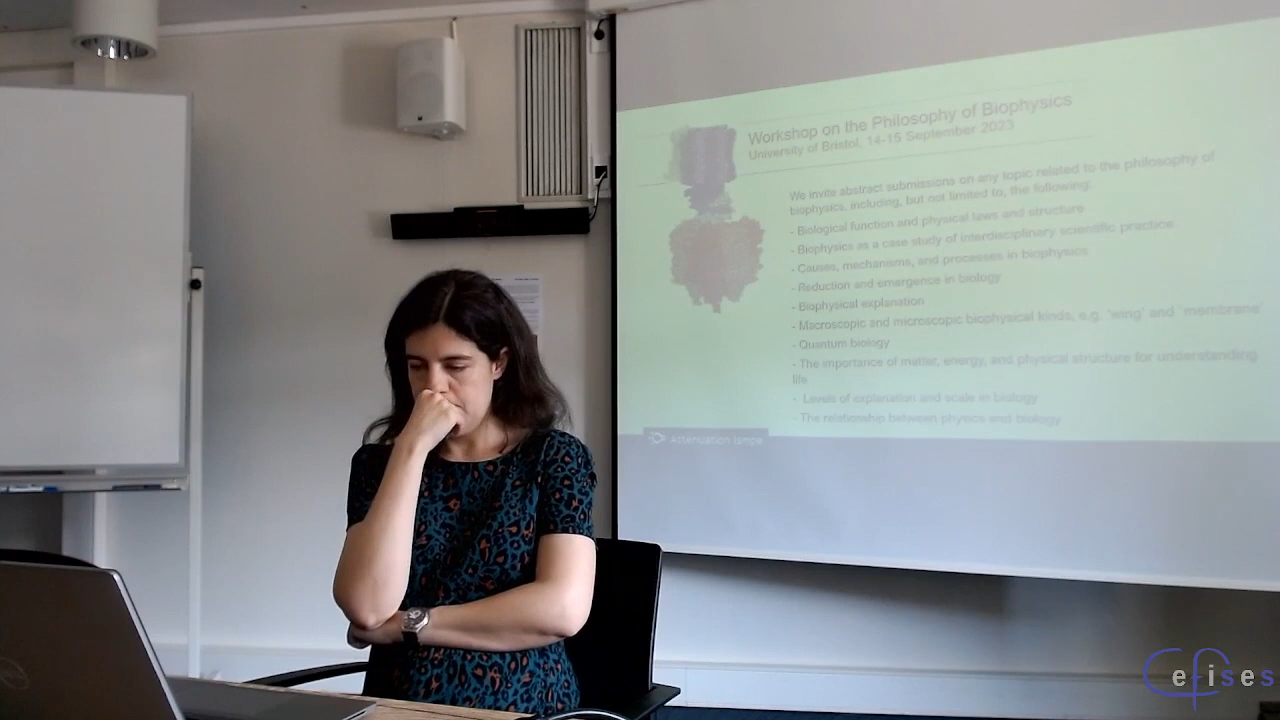 Workshop on the Philosophy of Biophysics
University of Bristol, 14-15 September 2023
We invite abstract submissions on any topic related to the philosophy of
biophysics, including, but not limited to, the following:
- Biological function and physical laws and structure
- Biophysics as a case study of interdisciplinary scientific practice
- Causes, mechanisms, and processes in biophysics
- Reduction and emergence in biology
- Biophysical explanation
- Macroscopic and microscopic biophysical kinds, e.g. 'wing' and 'membrane'
- Quantum biology
- The importance of matter, energy, and physical structure for understanding
life
- Levels of explanation and scale in biology
- The relationship between physics and biology
Atténuation lampe
Cefises